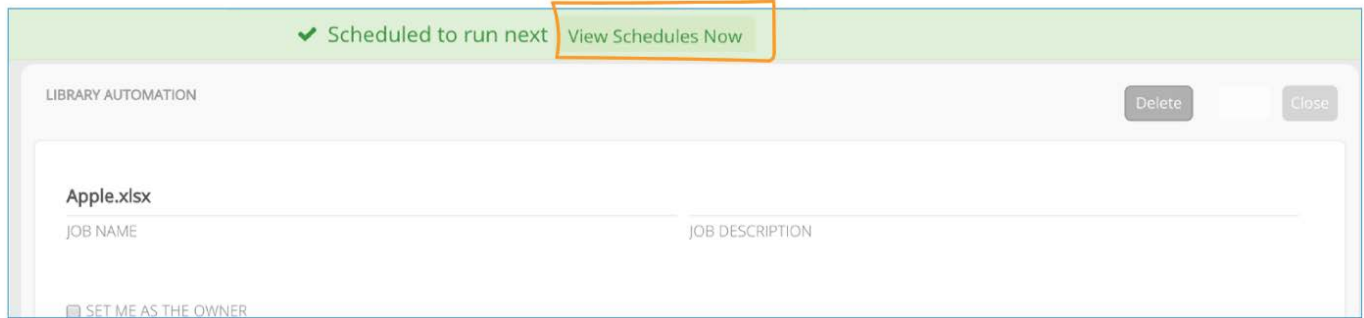 ✔ Scheduled to run next View Schedules Now
LIBRARY AUTOMATION Delete Close
Apple.xlsx
JOB NAME JOB DESCRIPTION
SET ME AS THE OWNER